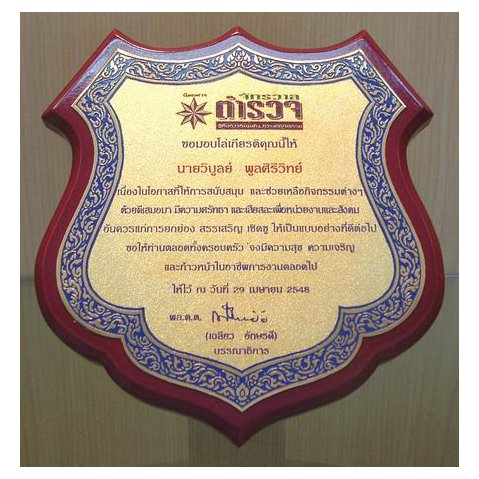 นิตยสาร
จักรวาล
ตำรวจ
ขอมอบโล่เกียรติคุณนี้ให้
นายวิบูลย์ พูลศิริวิทย์
เนื่องในโอกาสที่ให้การสนับสนุน และช่วยเหลือกิจกรรมต่างๆ
ด้วยดีเสมอมา มีความศรัทธา และเสียสละเพื่อหน่วยงานและสังคม
อันควรแก่การยกย่อง สรรเสริญ เชิดชู ให้เป็นแบบอย่างที่ดีต่อไป
ขอให้ท่านตลอดทั้งครอบครัว จงมีความสุข ความเจริญ
และก้าวหน้าในอาชีพการงานตลอดไป
ให้ไว้ ณ วันที่ 29 เมษายน 2548
พล.ต.ต.
(เฉลียว อักษรดี)
บรรณาธิการ